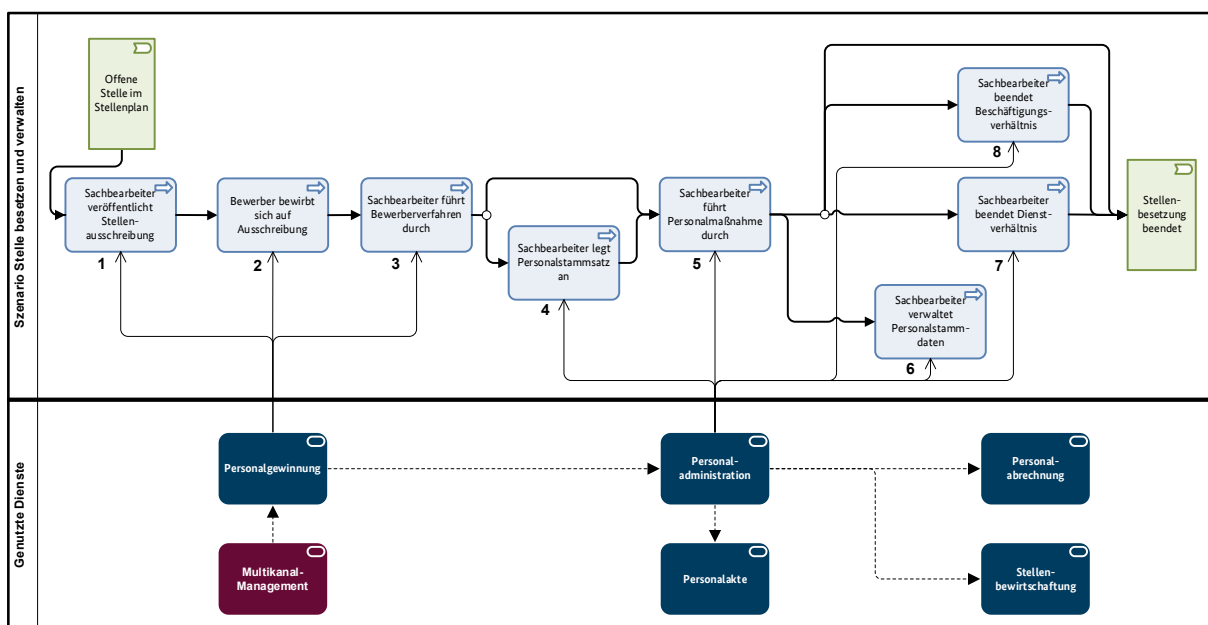 Szenario Stelle besetzen und verwalten
Offene
Stelle im
Stellenplan
Sachbearbeiter
veröffentlicht
Stellen-
ausschreibung
1
Bewerber bewirbt
sich auf
Ausschreibung
2
Sachbearbeiter führt
Bewerberverfahren
durch
3
Sachbearbeiter legt
Personalstammsatz
an
4
Sachbearbeiter
führt
Personalmaßnahme
durch
5
Sachbearbeiter
verwaltet
Personalstamm-
daten
6
Sachbearbeiter
beendet Dienst-
verhältnis
7
Sachbearbeiter
beendet
Beschäftigungs-
verhältnis
8
Stellen-
besetzung
beendet
Genutzte Dienste
Personalgewinnung
Personal-
administration
Personal-
abrechnung
Multikanal-
Management
Personalakte
Stellen-
bewirtschaftung